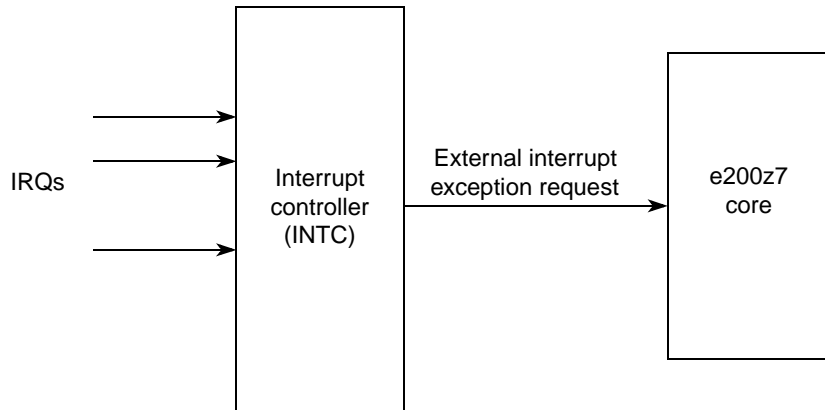 IRQs
Interrupt
controller
(INTC)
External interrupt
exception request
e200z7
core